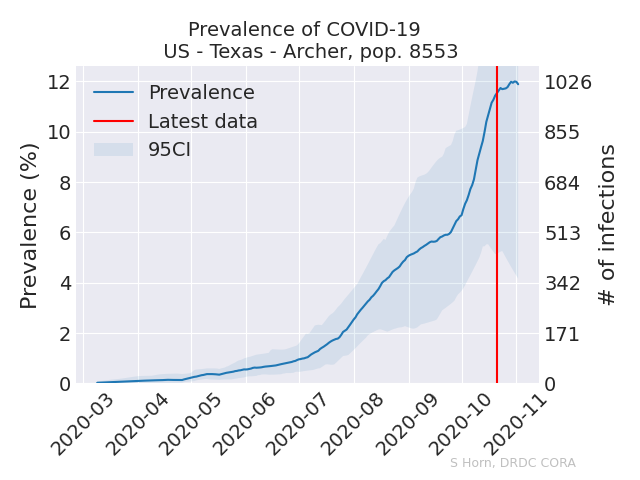 Prevalence of COVID-19
US - Texas - Archer, pop. 8553
Prevalence (%)
12
10
8
6
4
2
0
Prevalence
Latest data
95CI
1026
855
684
513
342
171
0
# of infections
2020-03
2020-04
2020-05
2020-06
2020-07
2020-08
2020-09
2020-10
2020-11
S Horn, DRDC CORA